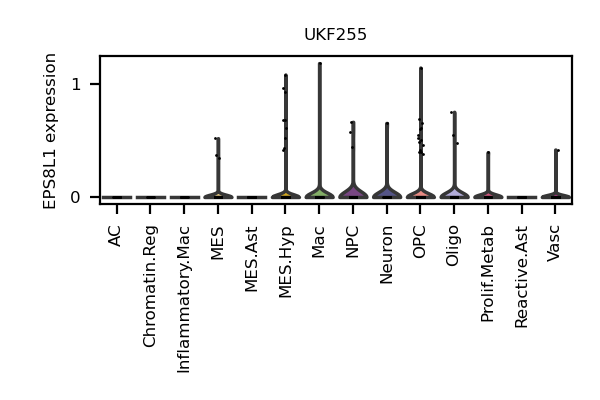 UKF255
EPS8L1 expression
1
0
AC
Chromatin.Reg
Inflammatory.Mac
MES
MES.Ast
MES.Hyp
Mac
NPC
Neuron
OPC
Oligo
Prolif.Metab
Reactive.Ast
Vasc